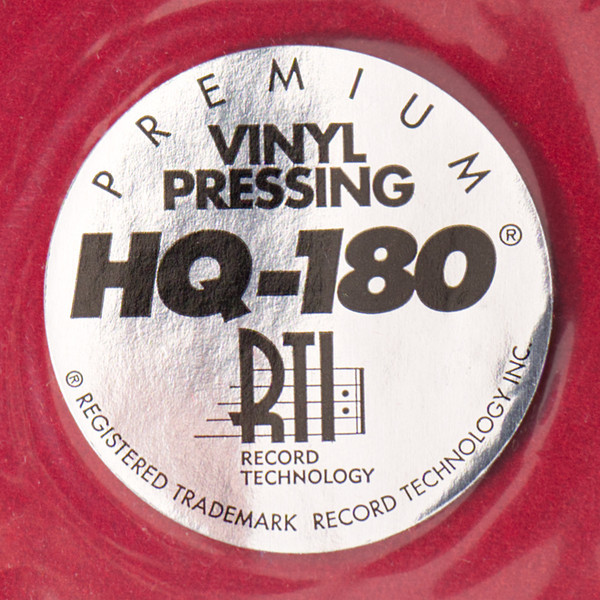 PREMIUM
VINYL
PRESSING
HQ-180®
RTI
RECORD
TECHNOLOGY
® REGISTERED TRADEMARK RECORD TECHNOLOGY INC.